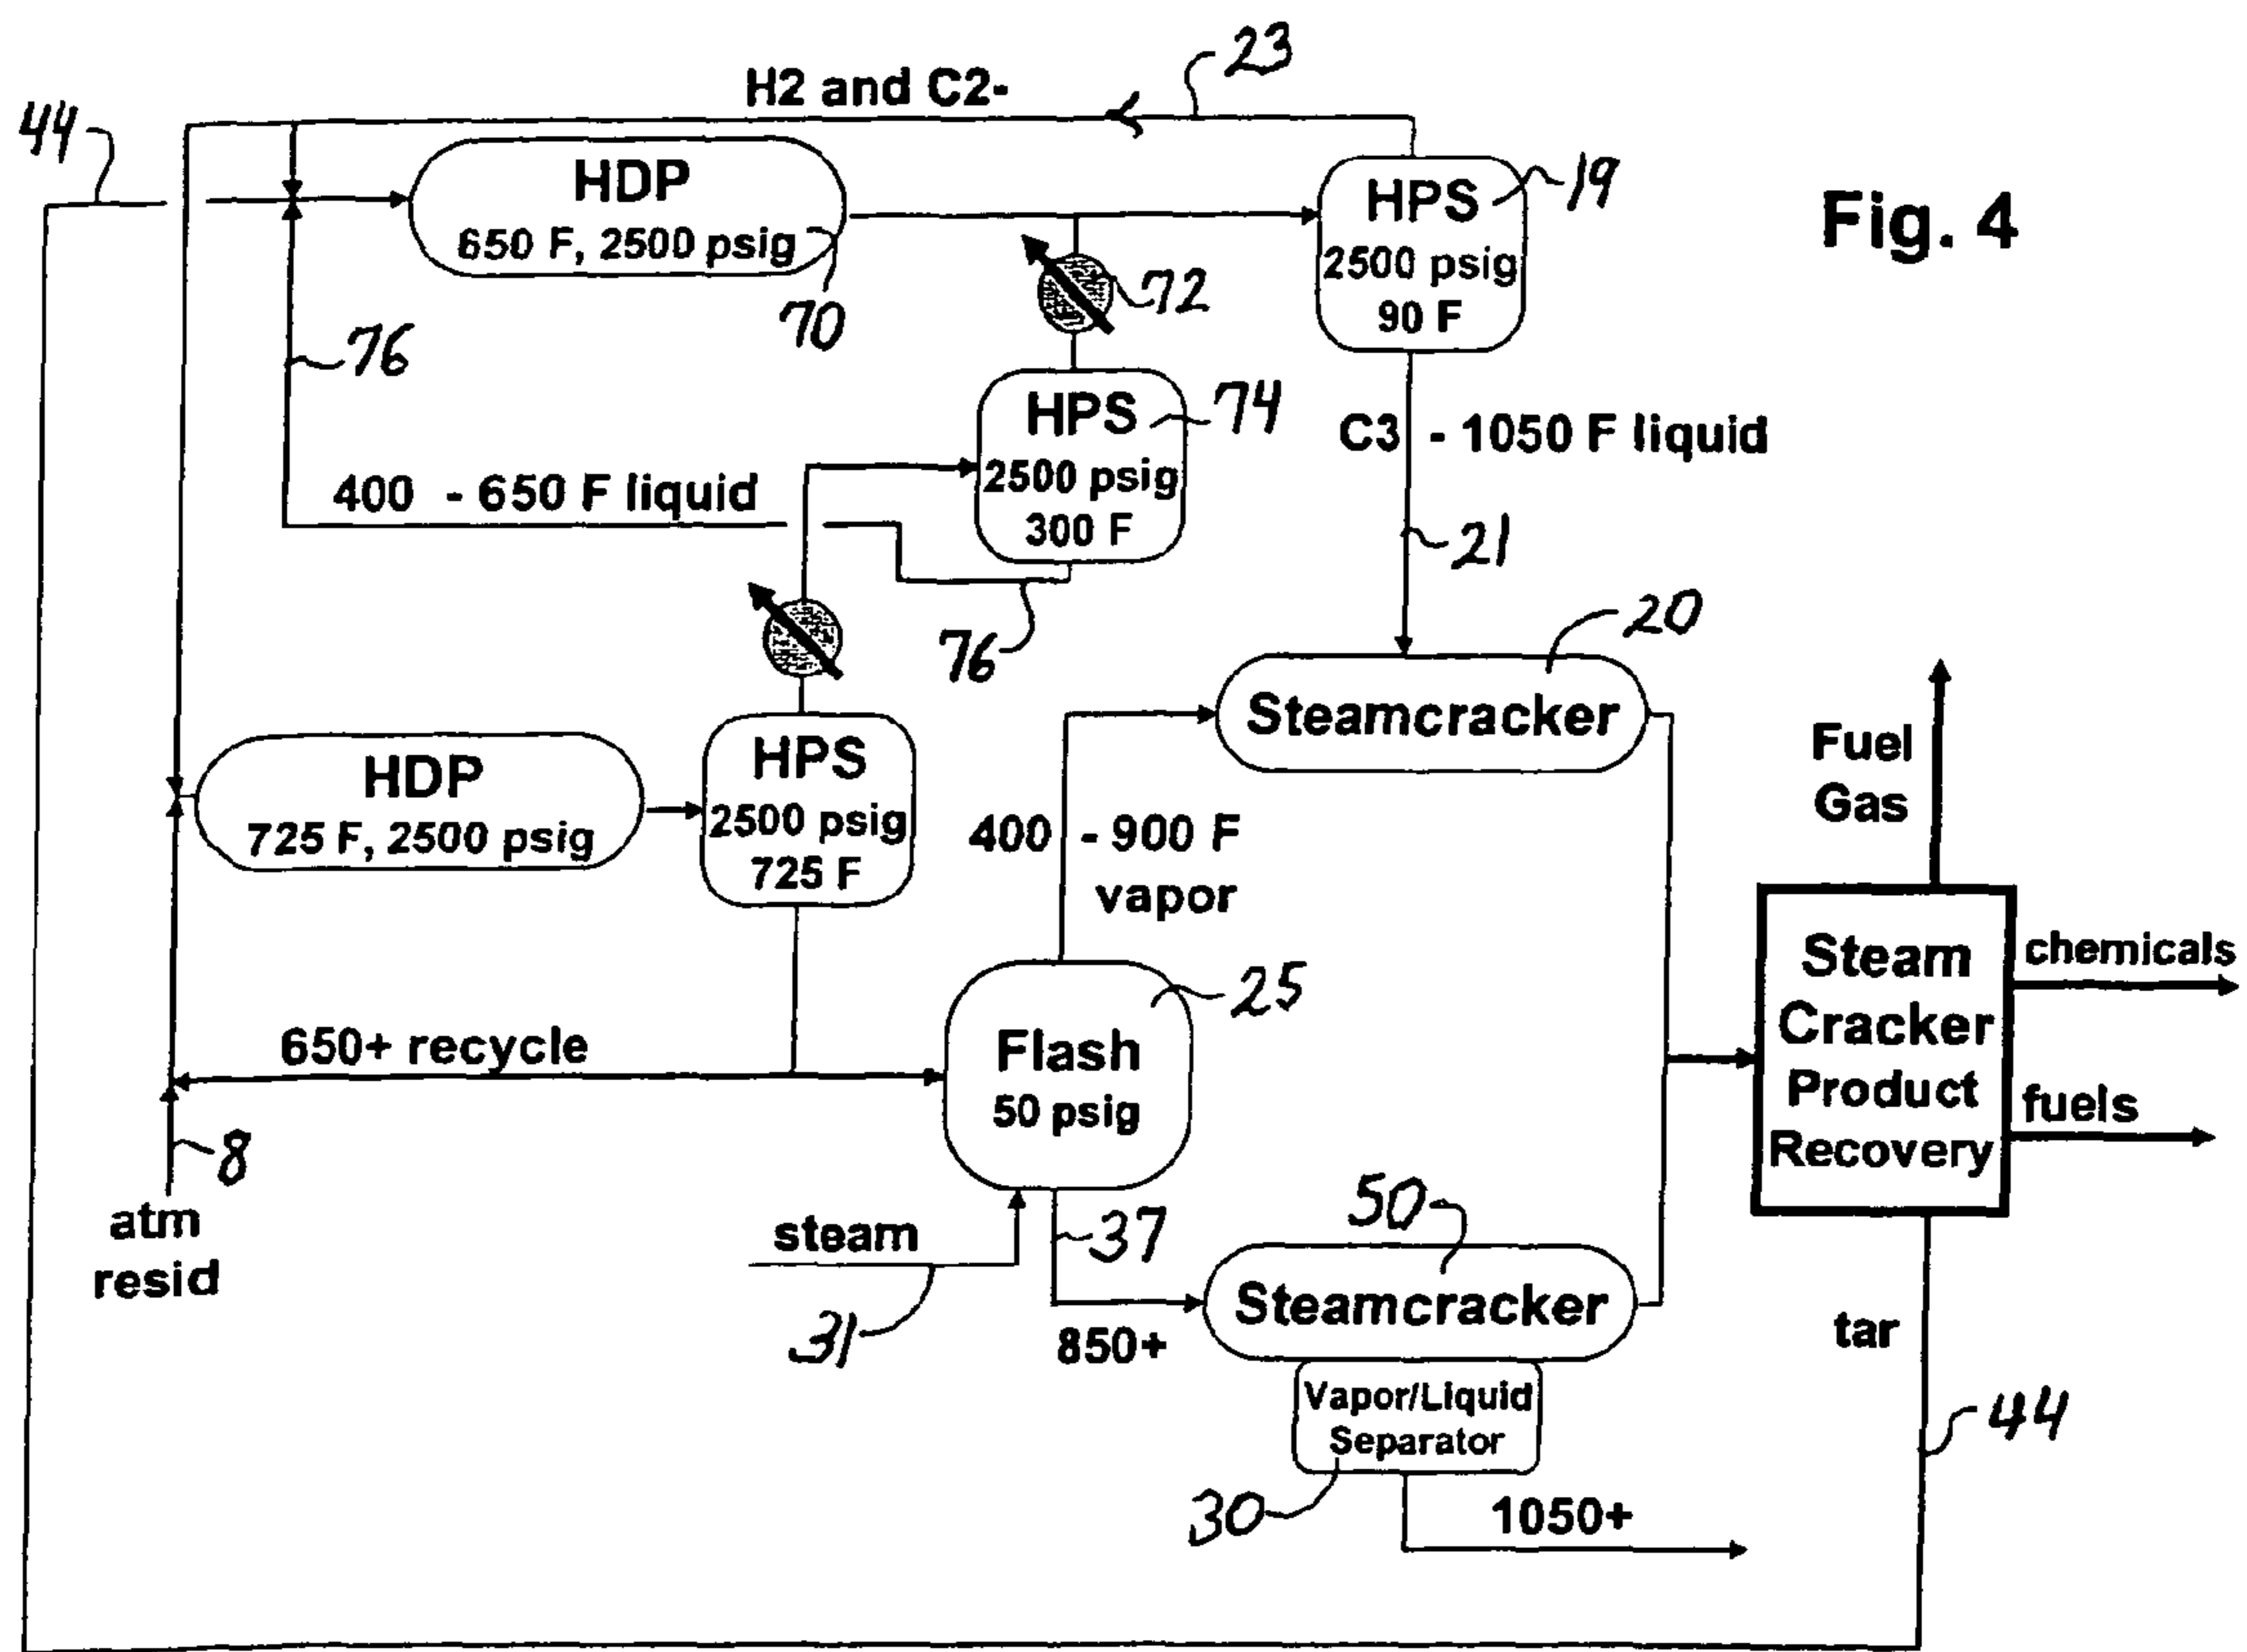 23
H2 and C2-
44
HDP
650 F, 2500 psig
70
HPS
2500 psig
90 F
19
Fig. 4
72
76
HPS
2500 psig
300 F
74
C3 - 1050 F liquid
400 - 650 F liquid
21
76
20
Steamcracker
HDP
725 F, 2500 psig
HPS
2500 psig
725 F
400 - 900 F
vapor
Fuel
Gas
Steam
Cracker
Product
Recovery
chemicals
fuels
25
Flash
50 psig
650+ recycle
8
atm
resid
steam
31
37
850+
50
Steamcracker
Vapor/Liquid
Separator
30
1050+
tar
44